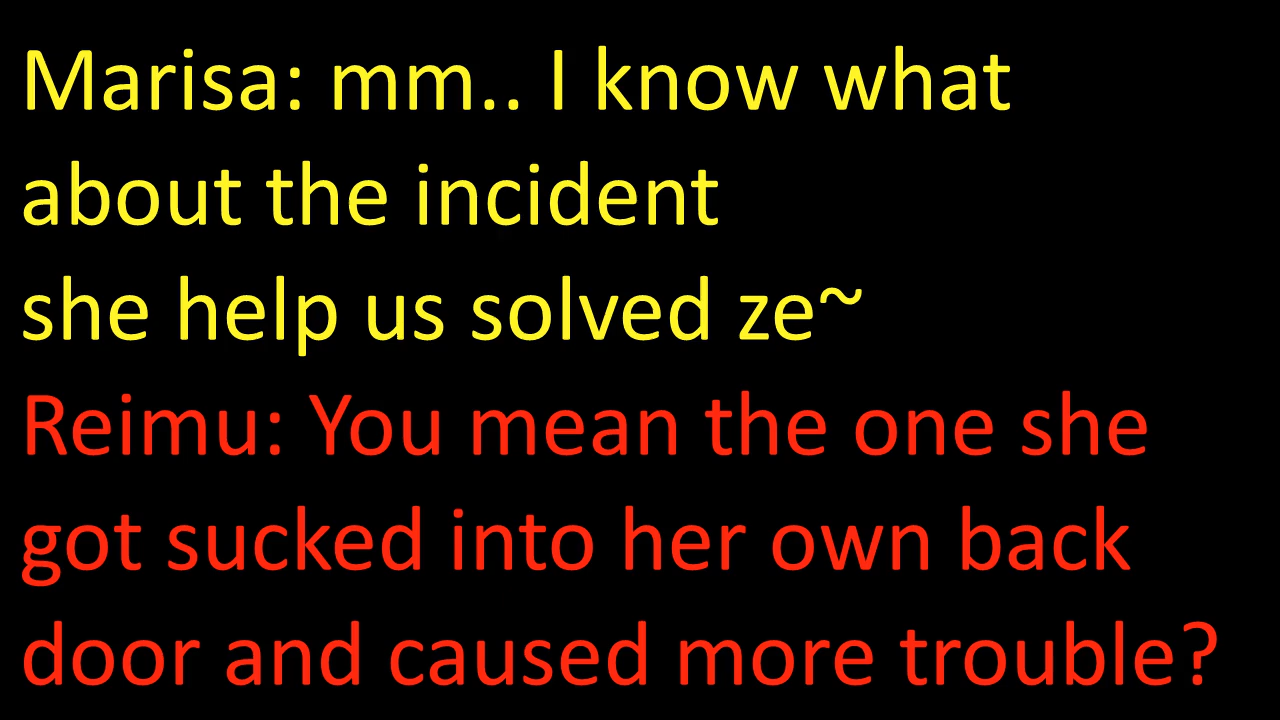 Marisa: mm.. I know what
about the incident
she help us solved ze~
Reimu: You mean the one she
got sucked into her own back
door and caused more trouble?